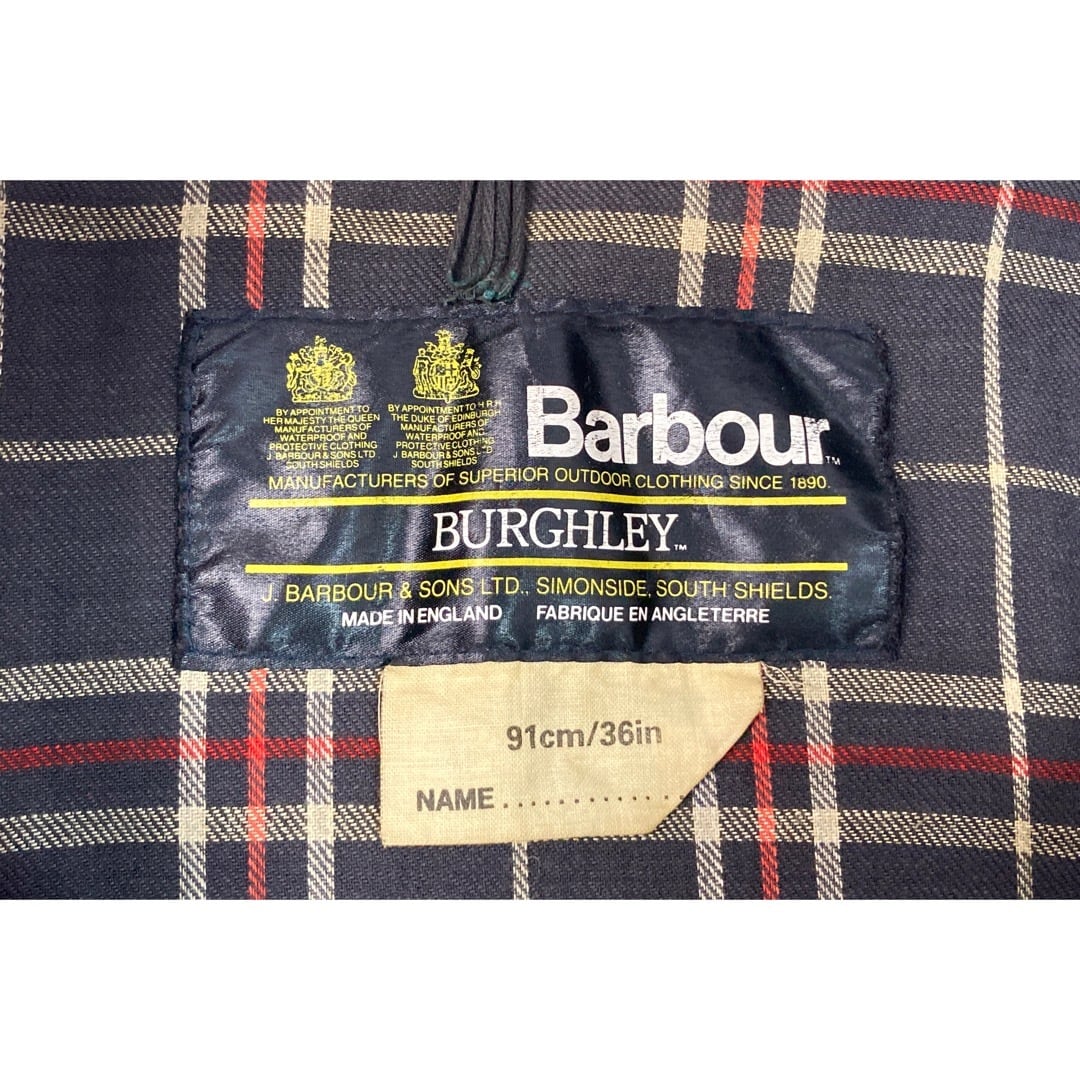 BY APPOINTMENT TO
HER MAJESTY THE QUEEN
MANUFACTURERS OF
WATERPROOF AND
PROTECTIVE CLOTHING
J. BARBOUR & SONS LTD
SOUTH SHIELDS
BY APPOINTMENT TO H.R.H.
THE DUKE OF EDINBURGH
MANUFACTURERS OF
WATERPROOF AND
PROTECTIVE CLOTHING
J. BARBOUR & SONS LTD
SOUTH SHIELDS
Barbour™
MANUFACTURERS OF SUPERIOR OUTDOOR CLOTHING SINCE 1890.
BURGHLEY™
J. BARBOUR & SONS LTD., SIMONSIDE, SOUTH SHIELDS.
MADE IN ENGLAND FABRIQUE EN ANGLETERRE
91cm/36in
NAME.............